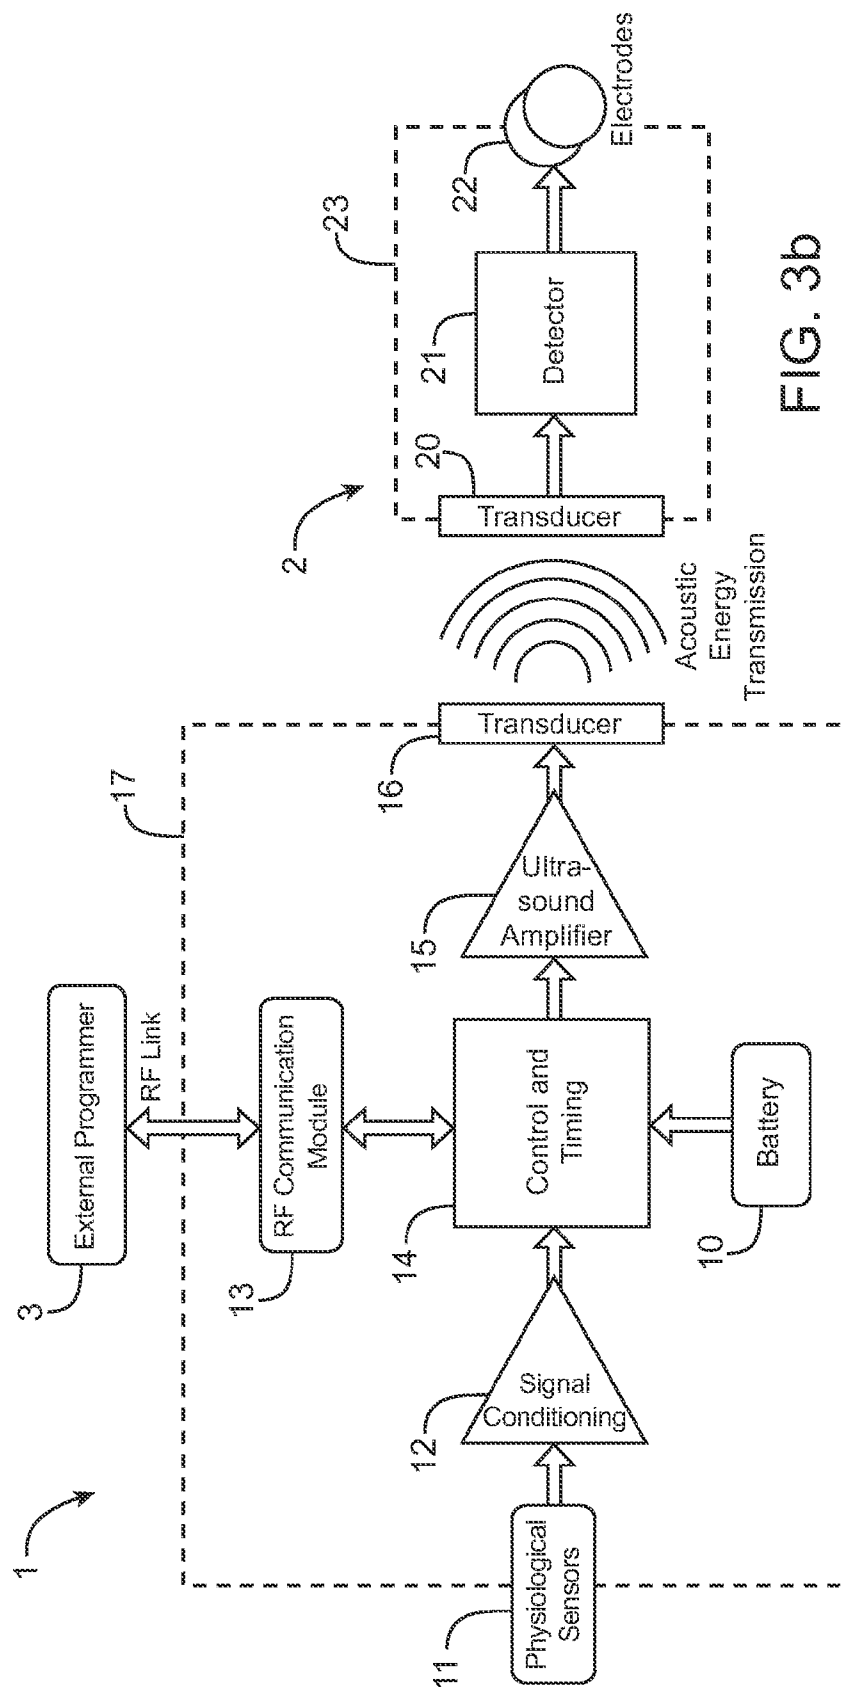 1
3
External Programmer
RF Link
17
13
RF Communication
Module
11
Physiological
Sensors
12
Signal
Conditioning
14
Control and
Timing
10
Battery
15
Ultra-
sound
Amplifier
16
Transducer
Acoustic
Energy
Transmission
2
20
Transducer
21
Detector
23
22
Electrodes
FIG. 3b